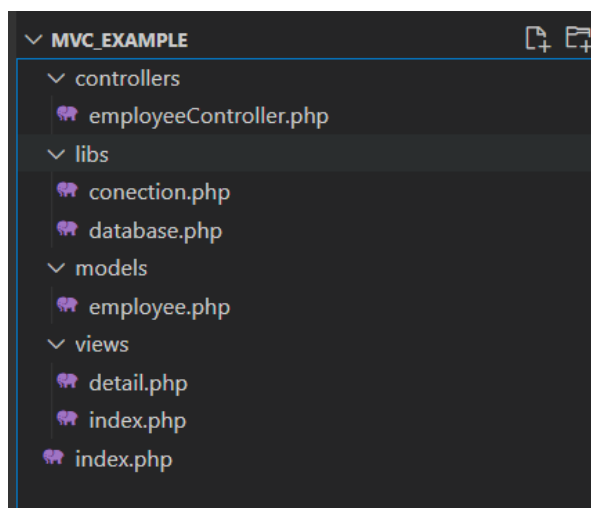 MVC_EXAMPLE
controllers
employeeController.php
libs
conection.php
database.php
models
employee.php
views
detail.php
index.php
index.php